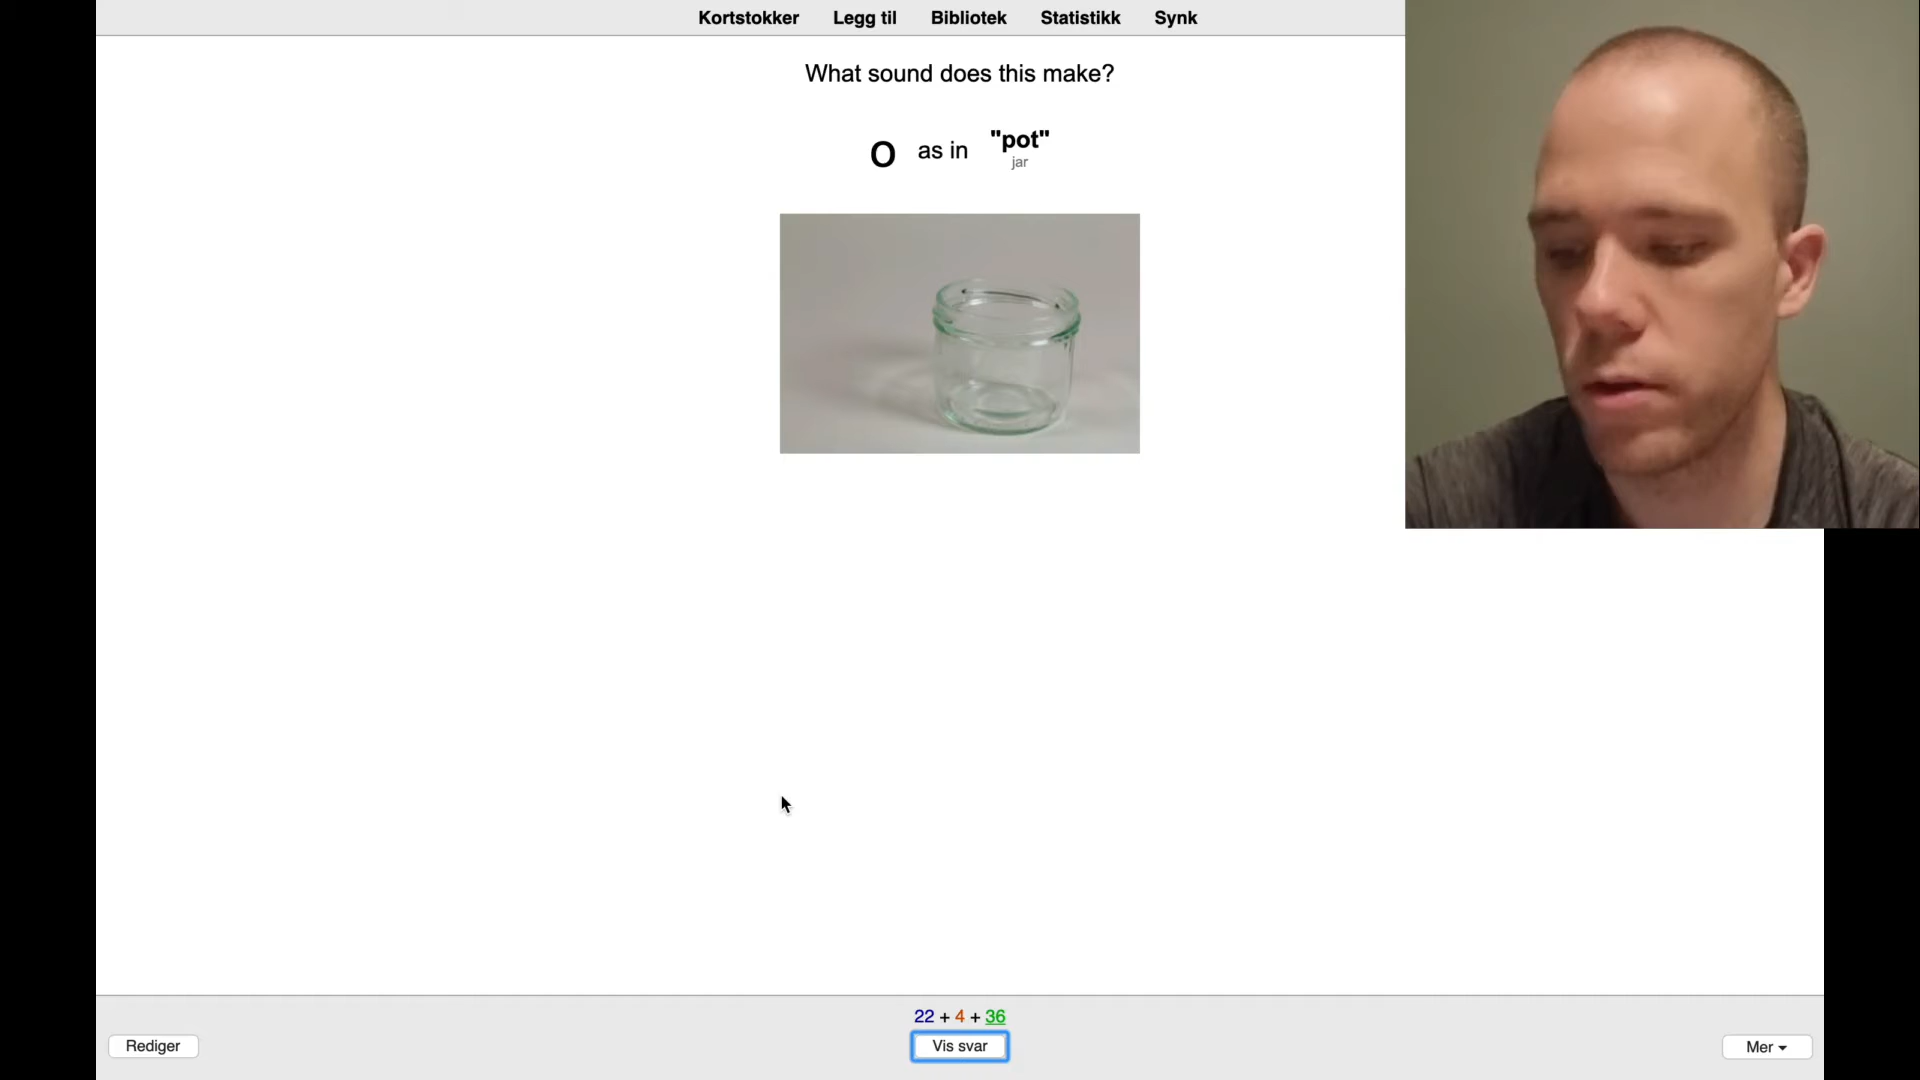 Kortstokker Legg til Bibliotek Statistikk Synk
What sound does this make?
o as in "pot"
jar
22 + 4 + 36
Rediger Vis svar Mer